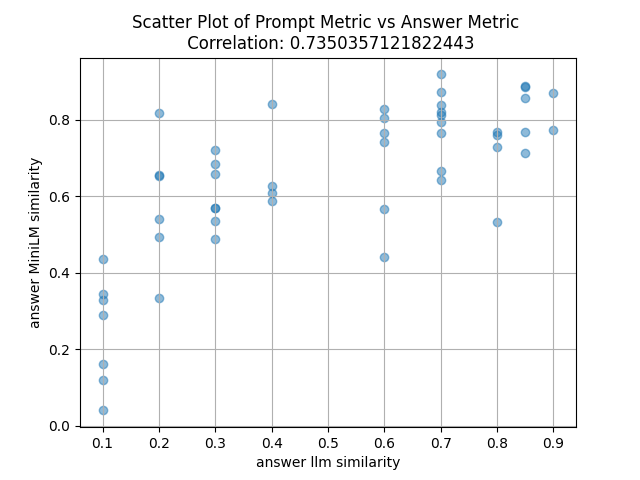 Scatter Plot of Prompt Metric vs Answer Metric
Correlation: 0.7350357121822443
answer MiniLM similarity
0.8
0.6
0.4
0.2
0.0
0.1 0.2 0.3 0.4 0.5 0.6 0.7 0.8 0.9
answer llm similarity